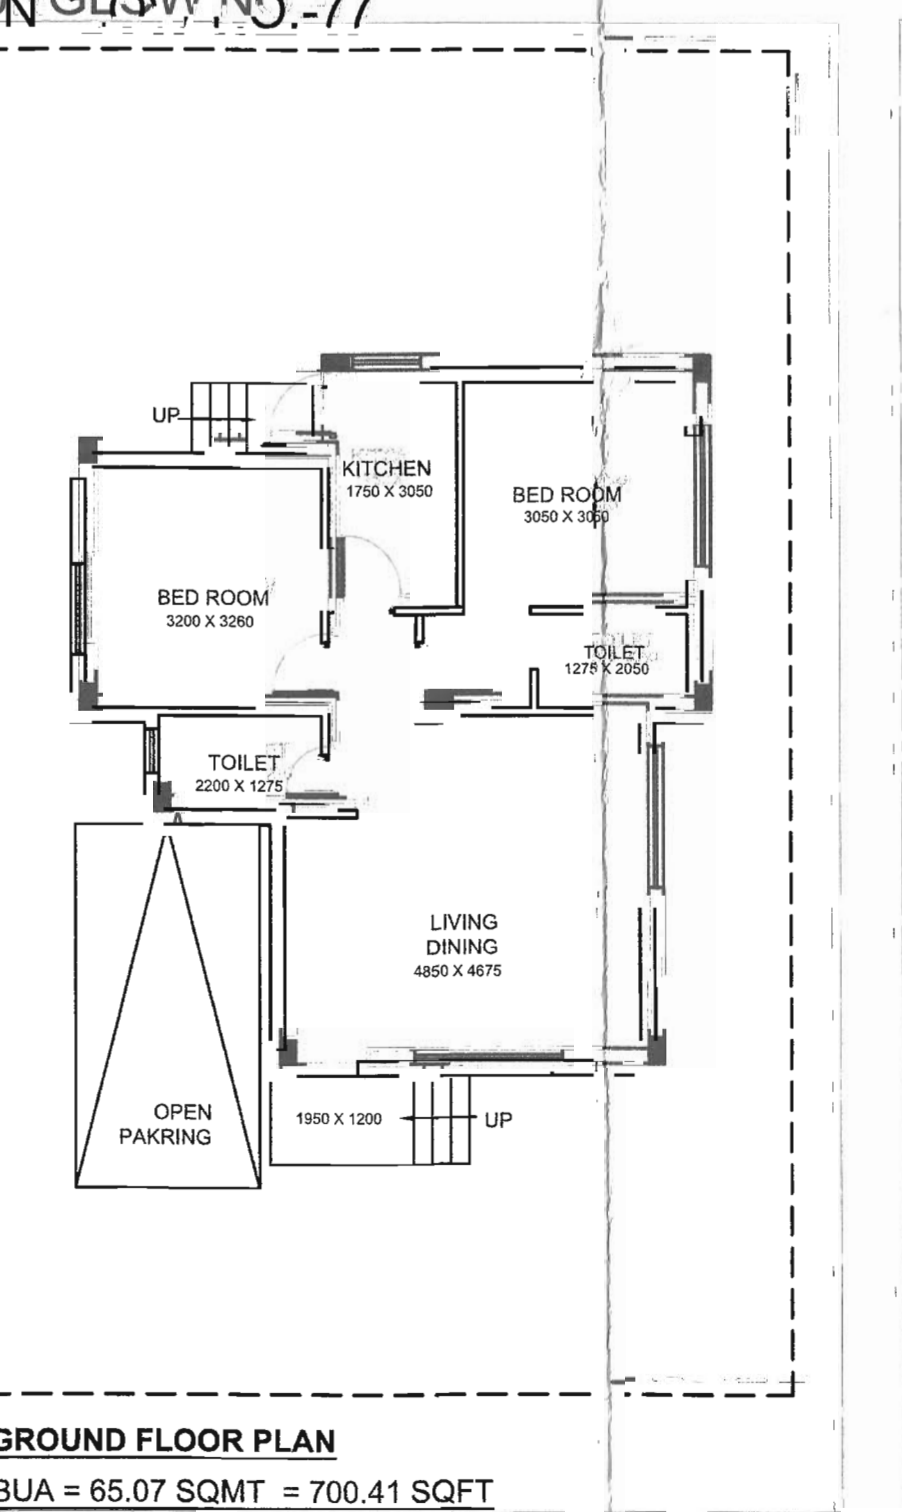 UP
KITCHEN
1750 X 3050
BED ROOM
3050 X 3050
BED ROOM
3200 X 3260
TOILET
1275 X 2050
TOILET
2200 X 1275
LIVING
DINING
4850 X 4675
OPEN
PAKRING
1950 X 1200
UP
GROUND FLOOR PLAN
BUA = 65.07 SQMT = 700.41 SQFT